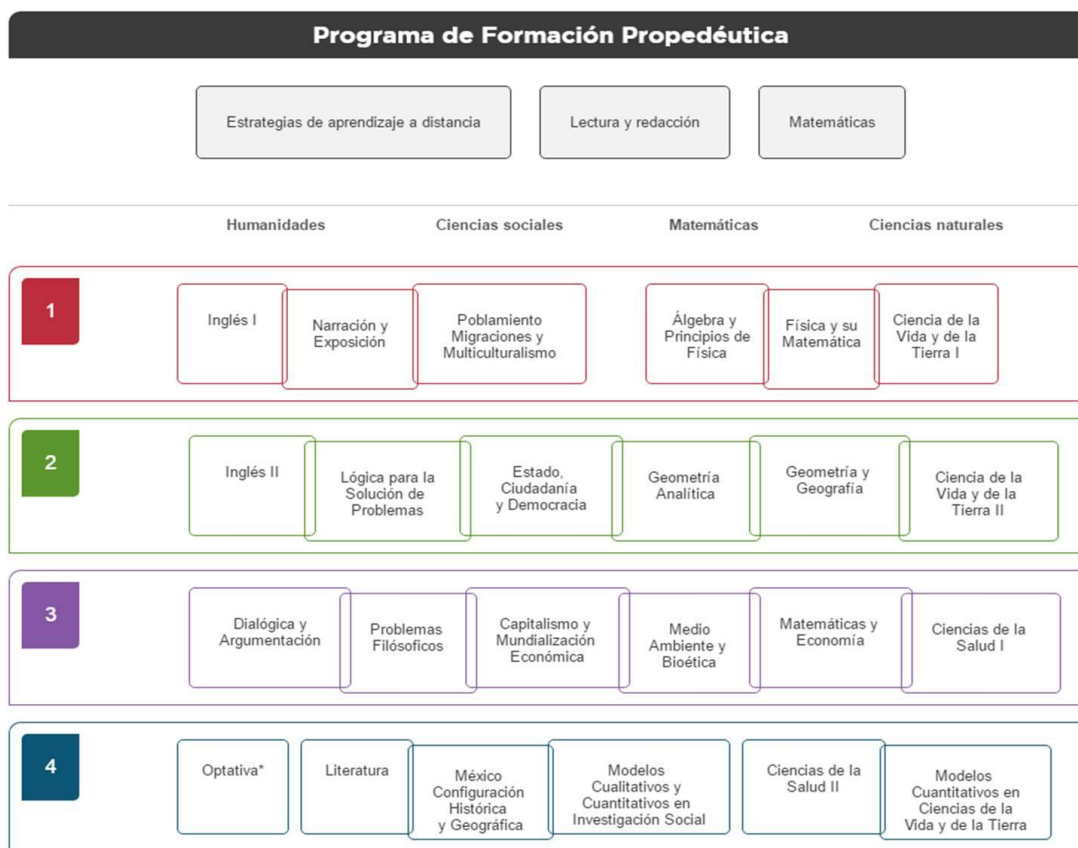 Programa de Formación Propedéutica
Estrategias de aprendizaje a distancia
Lectura y redacción
Matemáticas
Humanidades
Ciencias sociales
Matemáticas
Ciencias naturales
1
Inglés I
Narración y
Exposición
Poblamiento
Migraciones y
Multiculturalismo
Álgebra y
Principios de
Física
Física y su
Matemática
Ciencia de la
Vida y de la
Tierra I
2
Inglés II
Lógica para la
Solución de
Problemas
Estado,
Ciudadanía
y Democracia
Geometría
Analítica
Geometría y
Geografía
Ciencia de la
Vida y de la
Tierra II
3
Dialógica y
Argumentación
Problemas
Filósoficos
Capitalismo y
Mundialización
Económica
Medio
Ambiente y
Bioética
Matemáticas y
Economía
Ciencias de la
Salud I
4
Optativa*
Literatura
México
Configuración
Histórica
y Geográfica
Modelos
Cualitativos y
Cuantitativos en
Investigación Social
Ciencias de la
Salud II
Modelos
Cuantitativos en
Ciencias de la
Vida y de la Tierra